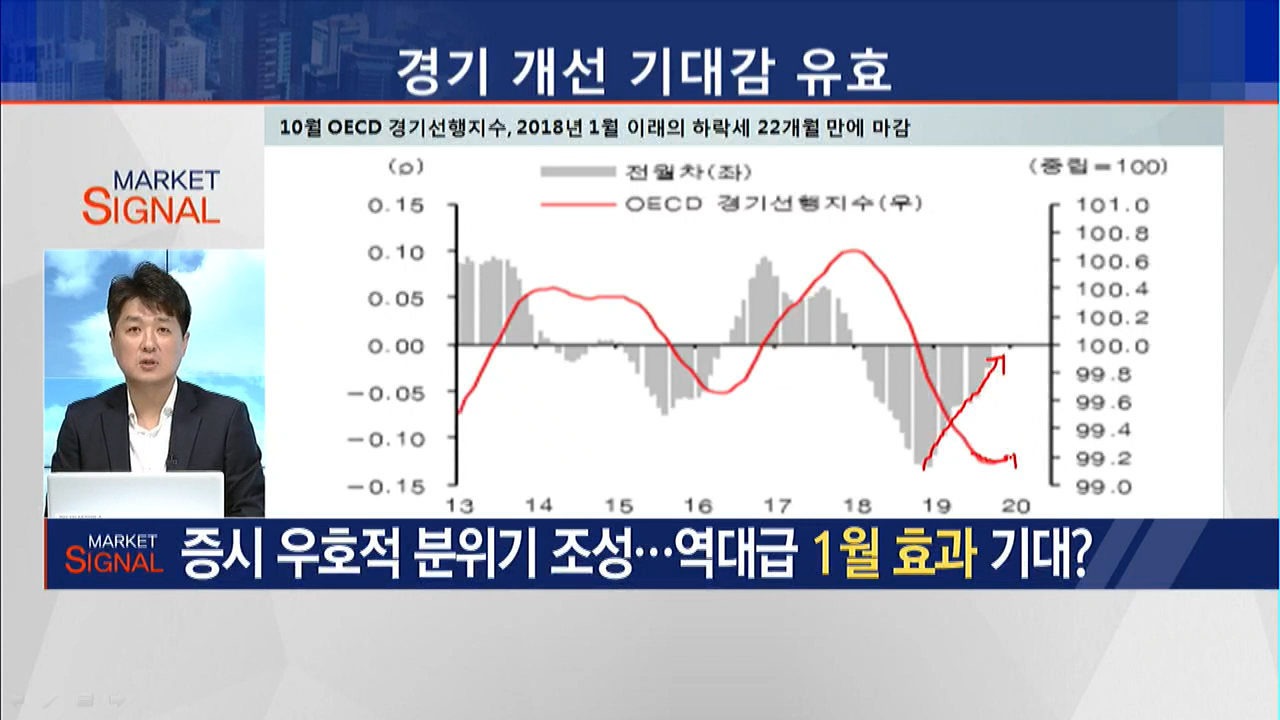 경기 개선 기대감 유효
10월 OECD 경기선행지수, 2018년 1월 이래의 하락세 22개월 만에 마감
MARKET
SIGNAL
(p)
전월차(좌)
(중립=100)
OECD 경기선행지수(우)
0.15
0.10
0.05
0.00
-0.05
-0.10
-0.15
101.0
100.8
100.6
100.4
100.2
100.0
99.8
99.6
99.4
99.2
99.0
13 14 15 16 17 18 19 20
MARKET
SIGNAL
증시 우호적 분위기 조성…역대급 1월 효과 기대?